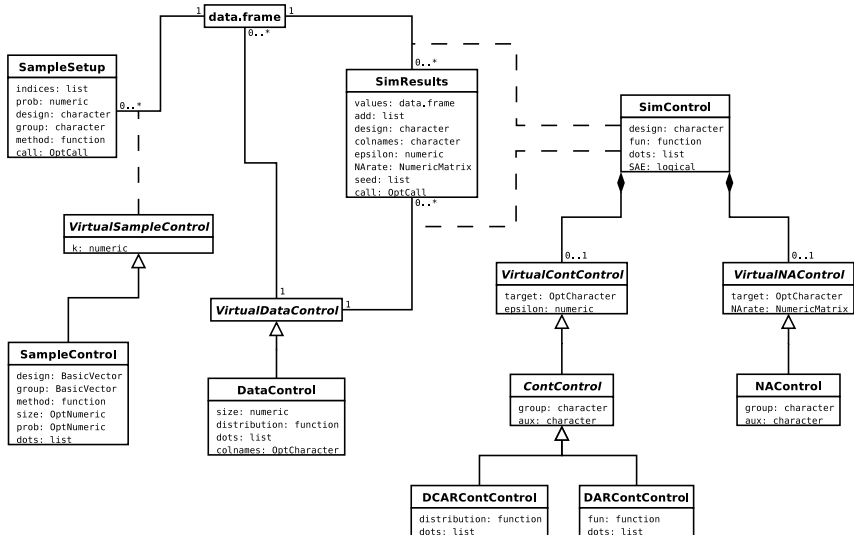 data.frame
1
1
0..*
0..*
SampleSetup
indices: list
prob: numeric
design: character
group: character
method: function
call: OptCall
0..*
SimResults
values: data.frame
add: list
design: character
colnames: character
epsilon: numeric
NArate: NumericMatrix
seed: list
call: OptCall
0..*
SimControl
design: character
fun: function
dots: list
SAE: logical
VirtualSampleControl
k: numeric
0..1
VirtualContControl
target: OptCharacter
epsilon: numeric
0..1
VirtualNAControl
target: OptCharacter
NArate: NumericMatrix
1
VirtualDataControl
1
SampleControl
design: BasicVector
group: BasicVector
method: function
size: OptNumeric
prob: OptNumeric
dots: list
DataControl
size: numeric
distribution: function
dots: list
colnames: OptCharacter
ContControl
group: character
aux: character
NAControl
group: character
aux: character
DCARContControl
distribution: function
dots: list
DARContControl
fun: function
dots: list